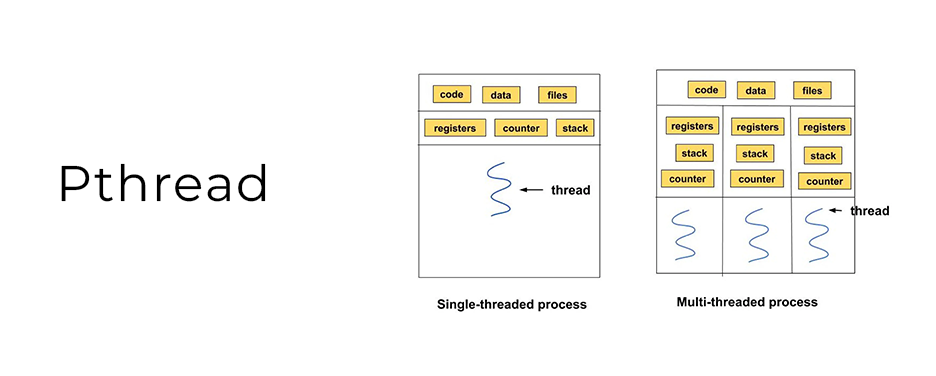 Pthread
code data files
registers counter stack
thread
Single-threaded process
code data files
registers registers registers
stack stack stack
counter counter counter
thread
Multi-threaded process